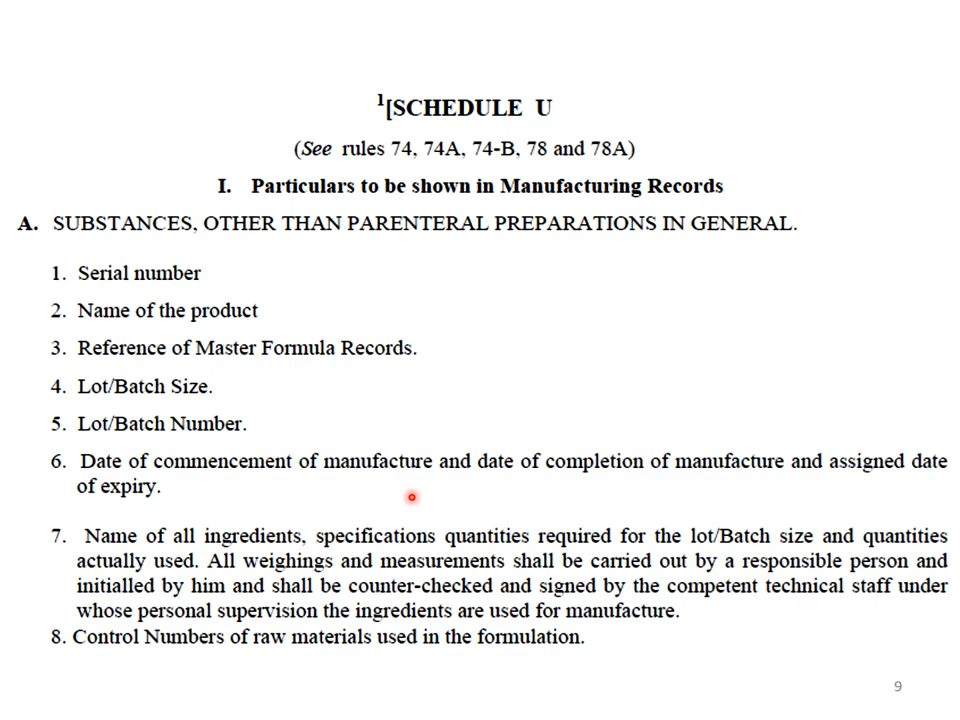 1[SCHEDULE U
(See rules 74, 74A, 74-B, 78 and 78A)
I. Particulars to be shown in Manufacturing Records
A. SUBSTANCES, OTHER THAN PARENTERAL PREPARATIONS IN GENERAL.
1. Serial number
2. Name of the product
3. Reference of Master Formula Records.
4. Lot/Batch Size.
5. Lot/Batch Number.
6. Date of commencement of manufacture and date of completion of manufacture and assigned date
of expiry.
7. Name of all ingredients, specifications quantities required for the lot/Batch size and quantities
actually used. All weighings and measurements shall be carried out by a responsible person and
initialled by him and shall be counter-checked and signed by the competent technical staff under
whose personal supervision the ingredients are used for manufacture.
8. Control Numbers of raw materials used in the formulation.
9